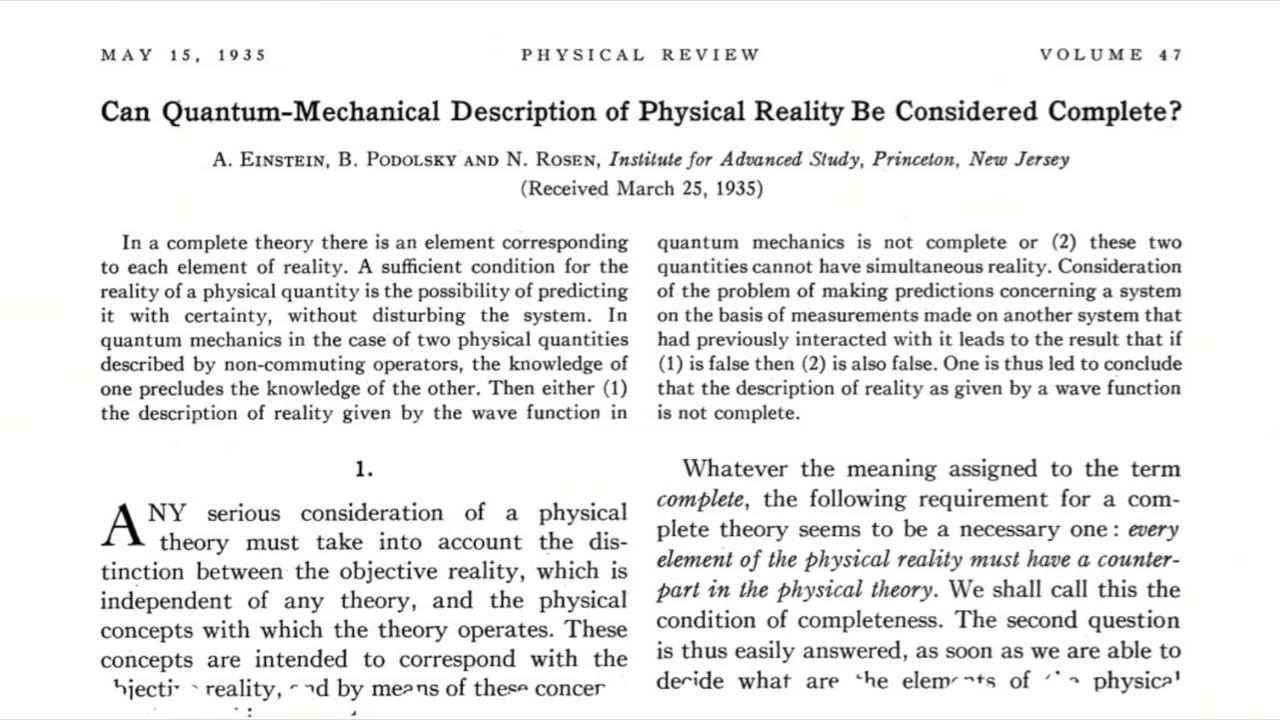 MAY 15, 1935 PHYSICAL REVIEW VOLUME 47
Can Quantum-Mechanical Description of Physical Reality Be Considered Complete?
A. EINSTEIN, B. PODOLSKY AND N. ROSEN, Institute for Advanced Study, Princeton, New Jersey
(Received March 25, 1935)
In a complete theory there is an element corresponding
to each element of reality. A sufficient condition for the
reality of a physical quantity is the possibility of predicting
it with certainty, without disturbing the system. In
quantum mechanics in the case of two physical quantities
described by non-commuting operators, the knowledge of
one precludes the knowledge of the other. Then either (1)
the description of reality given by the wave function in
quantum mechanics is not complete or (2) these two
quantities cannot have simultaneous reality. Consideration
of the problem of making predictions concerning a system
on the basis of measurements made on another system that
had previously interacted with it leads to the result that if
(1) is false then (2) is also false. One is thus led to conclude
that the description of reality as given by a wave function
is not complete.
1.
ANY serious consideration of a physical
theory must take into account the dis-
tinction between the objective reality, which is
independent of any theory, and the physical
concepts with which the theory operates. These
concepts are intended to correspond with the
reality, by means of these
Whatever the meaning assigned to the term
complete, the following requirement for a com-
plete theory seems to be a necessary one: every
element of the physical reality must have a counter-
part in the physical theory. We shall call this the
condition of completeness. The second question
is thus easily answered, as soon as we are able to
decide what are the of physical